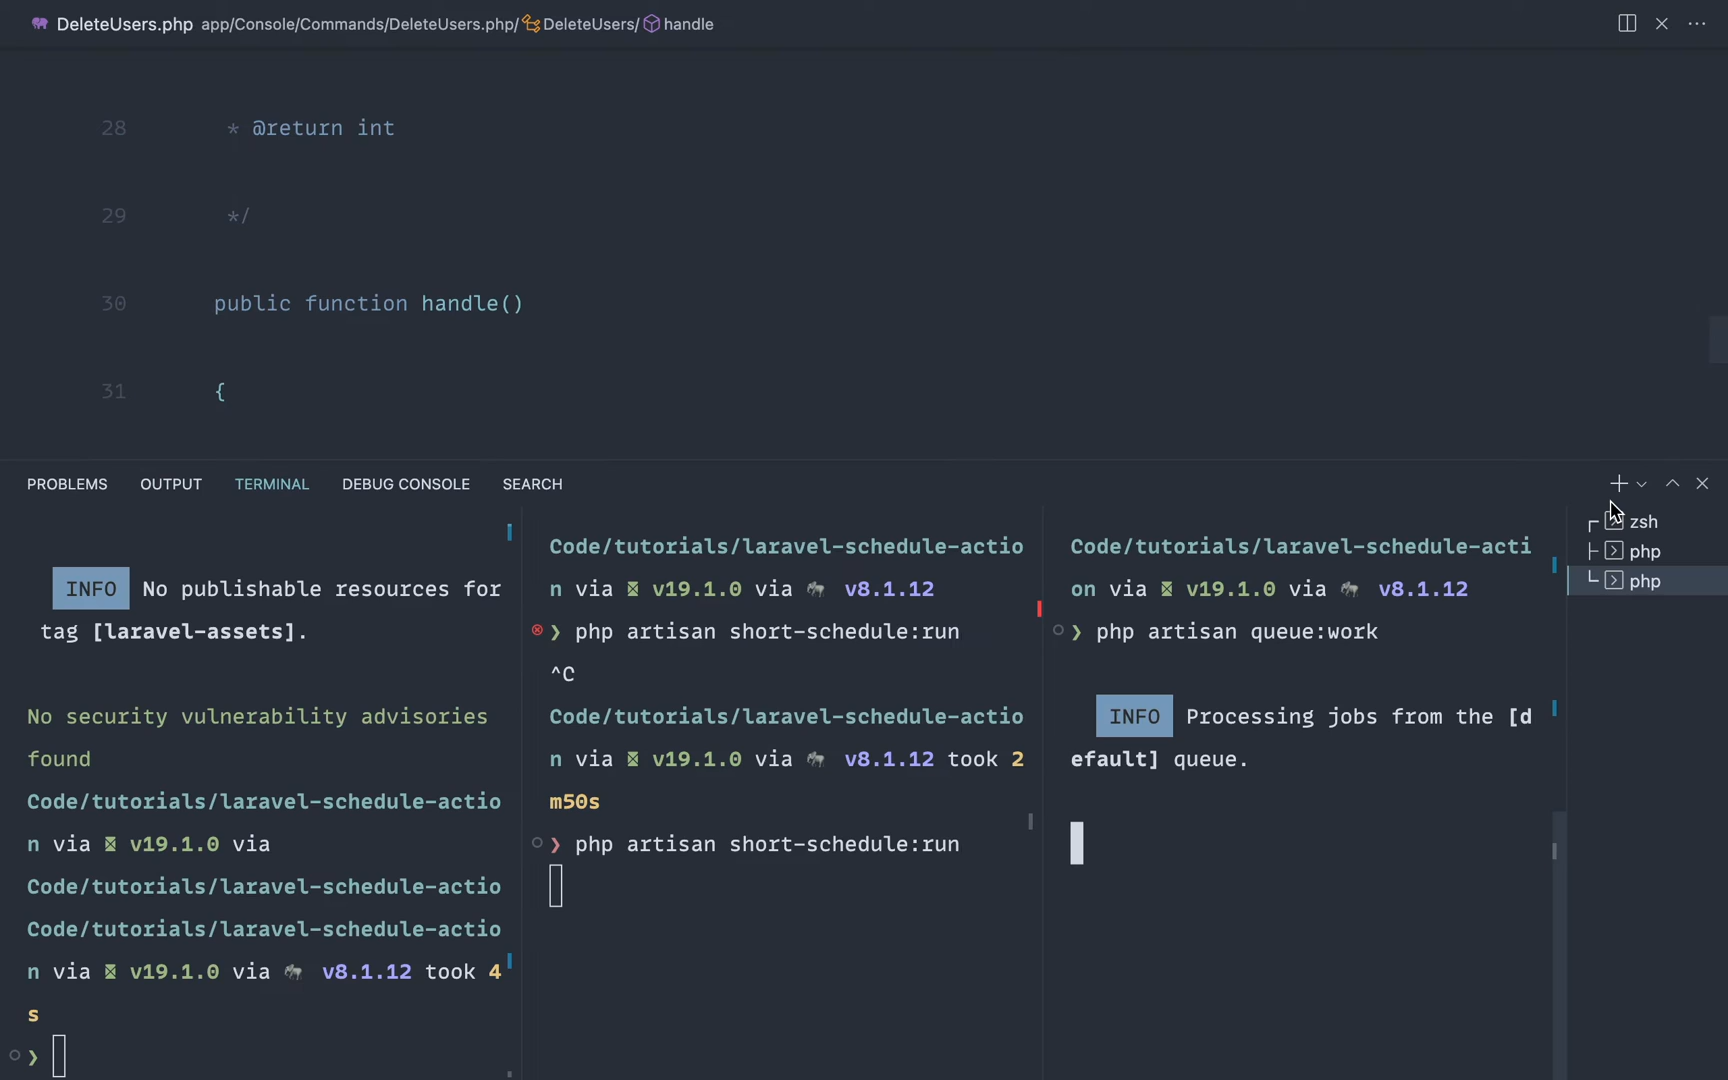 DeleteUsers.php app/Console/Commands/DeleteUsers.php/ DeleteUsers/ handle
28 * @return int
29 */
30 public function handle()
31 {
PROBLEMS OUTPUT TERMINAL DEBUG CONSOLE SEARCH
INFO No publishable resources for
tag [laravel-assets].
No security vulnerability advisories
found
Code/tutorials/laravel-schedule-actio
n via v19.1.0 via
Code/tutorials/laravel-schedule-actio
Code/tutorials/laravel-schedule-actio
n via v19.1.0 via 🐘 v8.1.12 took 4
s
❯
Code/tutorials/laravel-schedule-actio
n via v19.1.0 via 🐘 v8.1.12
❯ php artisan short-schedule:run
^C
Code/tutorials/laravel-schedule-actio
n via v19.1.0 via 🐘 v8.1.12 took 2
m50s
❯ php artisan short-schedule:run
Code/tutorials/laravel-schedule-acti
on via v19.1.0 via 🐘 v8.1.12
❯ php artisan queue:work
INFO Processing jobs from the [d
efault] queue.
zsh
php
php